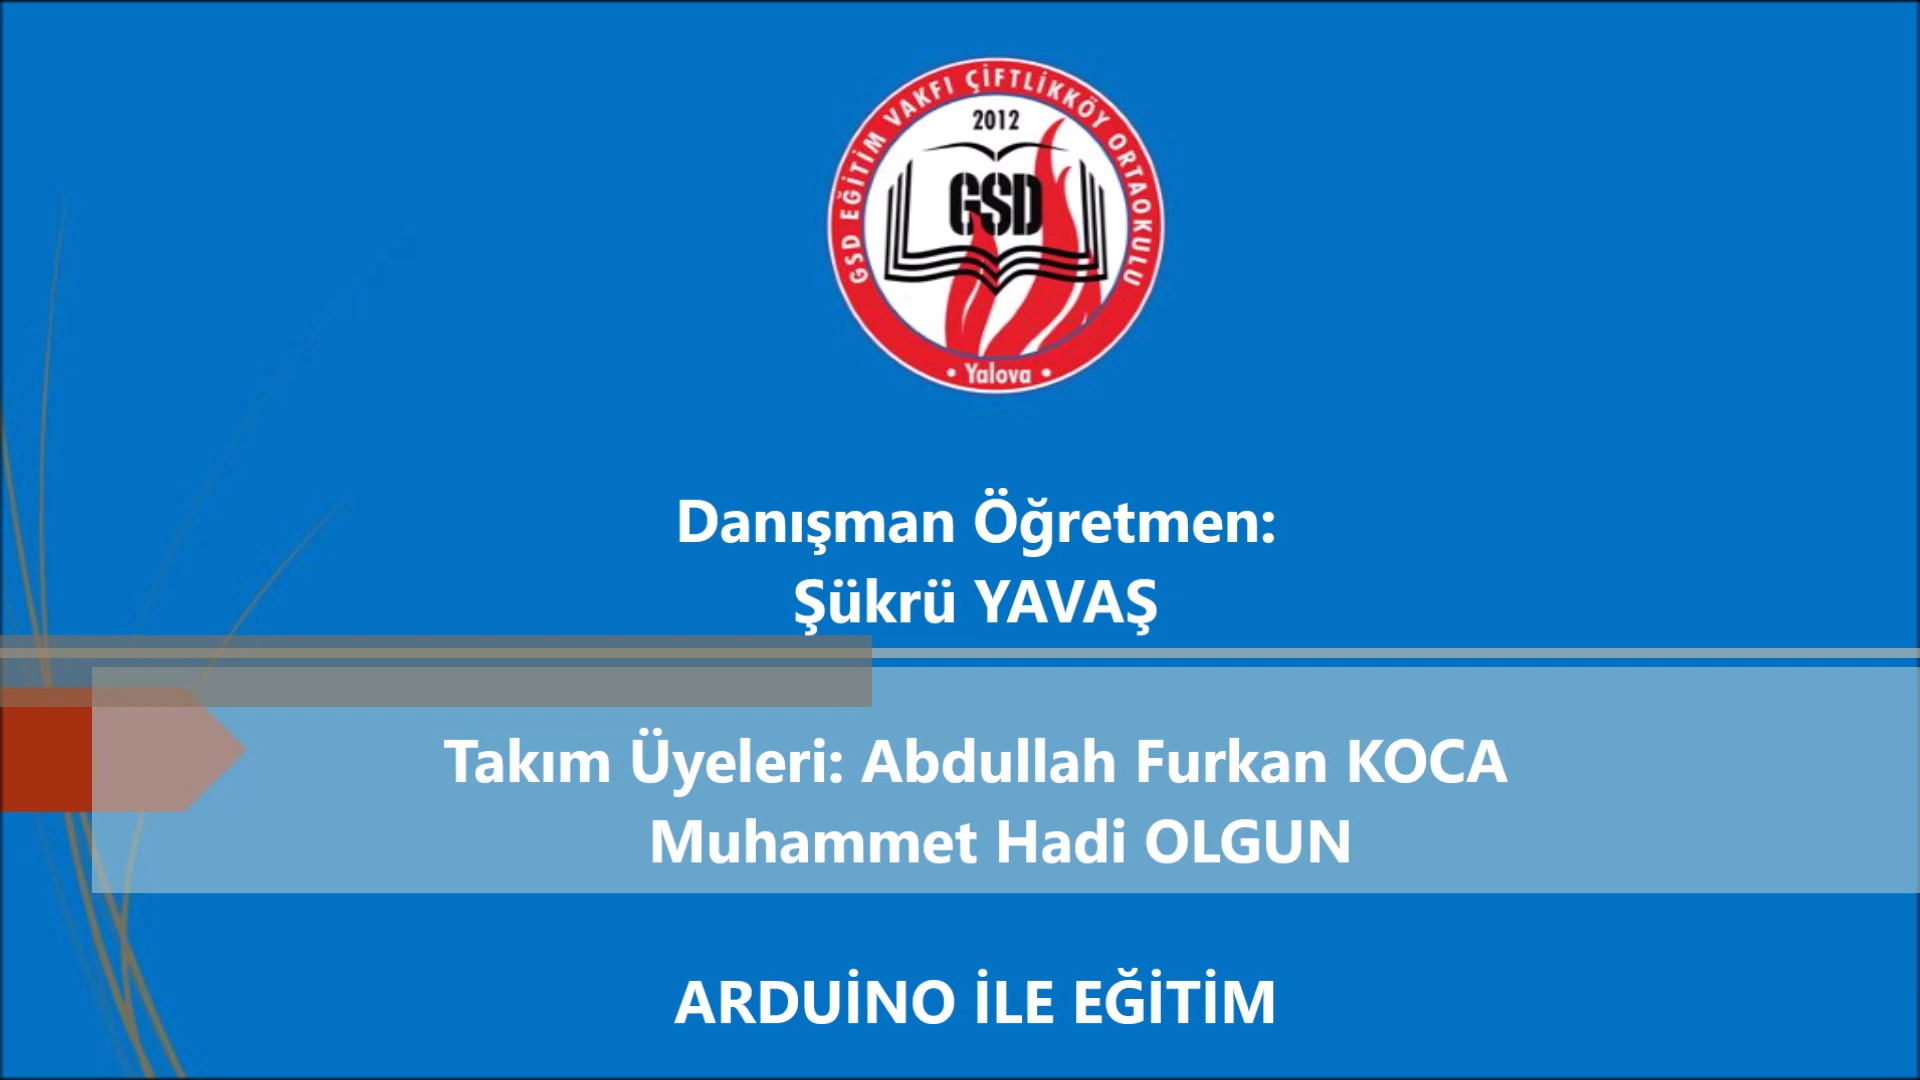 GSD EĞİTİM VAKFI ÇİFTLİKKÖY ORTAOKULU
2012
GSD
• Yalova •
Danışman Öğretmen:
Şükrü YAVAŞ
Takım Üyeleri: Abdullah Furkan KOCA
Muhammet Hadi OLGUN
ARDUİNO İLE EĞİTİM